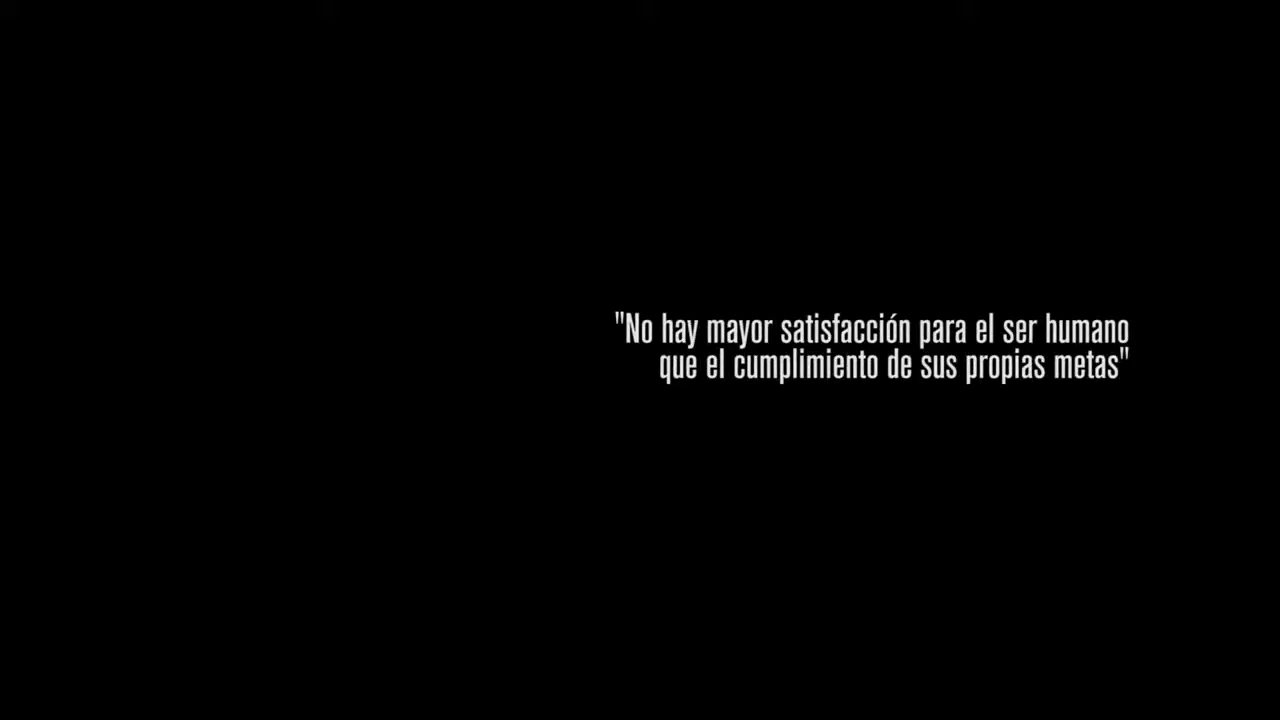 "No hay mayor satisfacción para el ser humano
que el cumplimiento de sus propias metas"